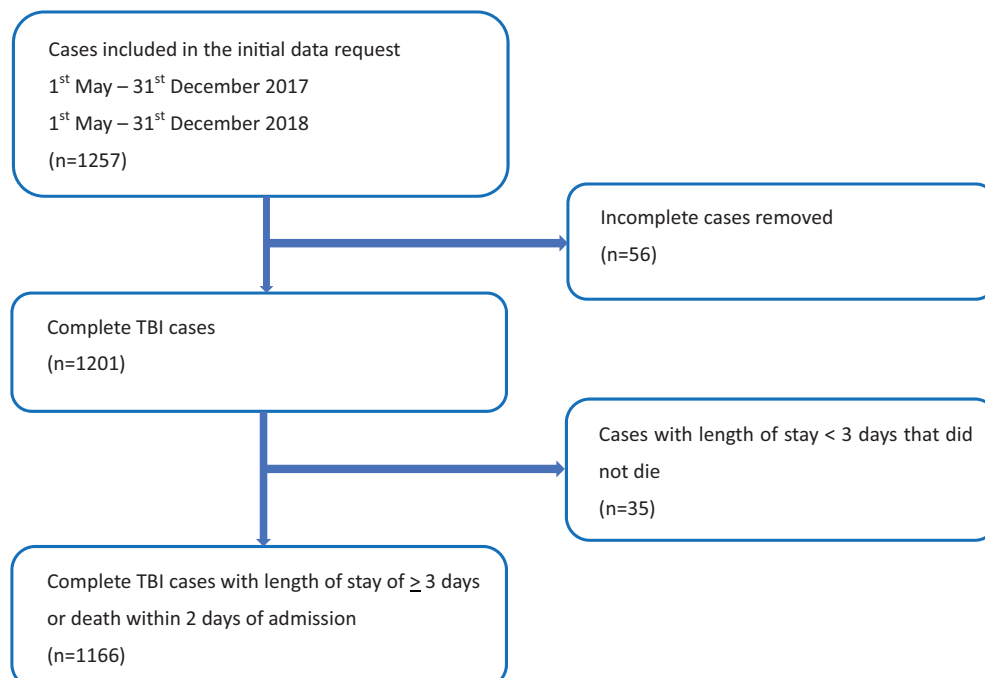 Cases included in the initial data request
1st May – 31st December 2017
1st May – 31st December 2018
(n=1257)
Incomplete cases removed
(n=56)
Complete TBI cases
(n=1201)
Cases with length of stay < 3 days that did
not die
(n=35)
Complete TBI cases with length of stay of ≥ 3 days
or death within 2 days of admission
(n=1166)